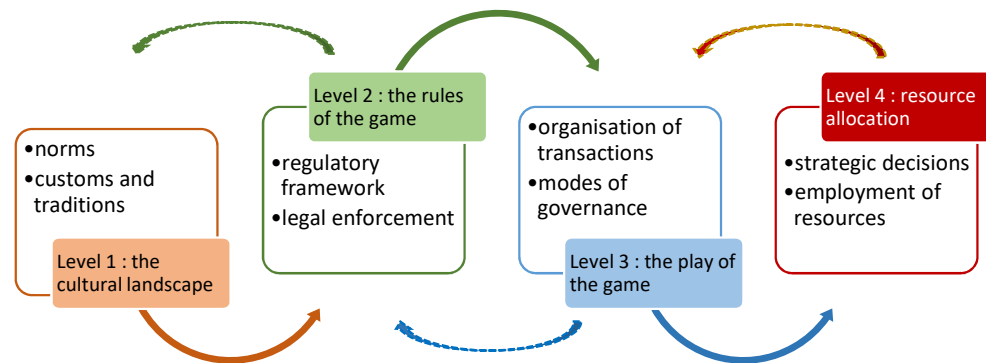 •norms
•customs and
traditions
Level 1 : the
cultural landscape
Level 2 : the rules
of the game
•regulatory
framework
•legal enforcement
•organisation of
transactions
•modes of
governance
Level 3 : the play of
the game
Level 4 : resource
allocation
•strategic decisions
•employment of
resources